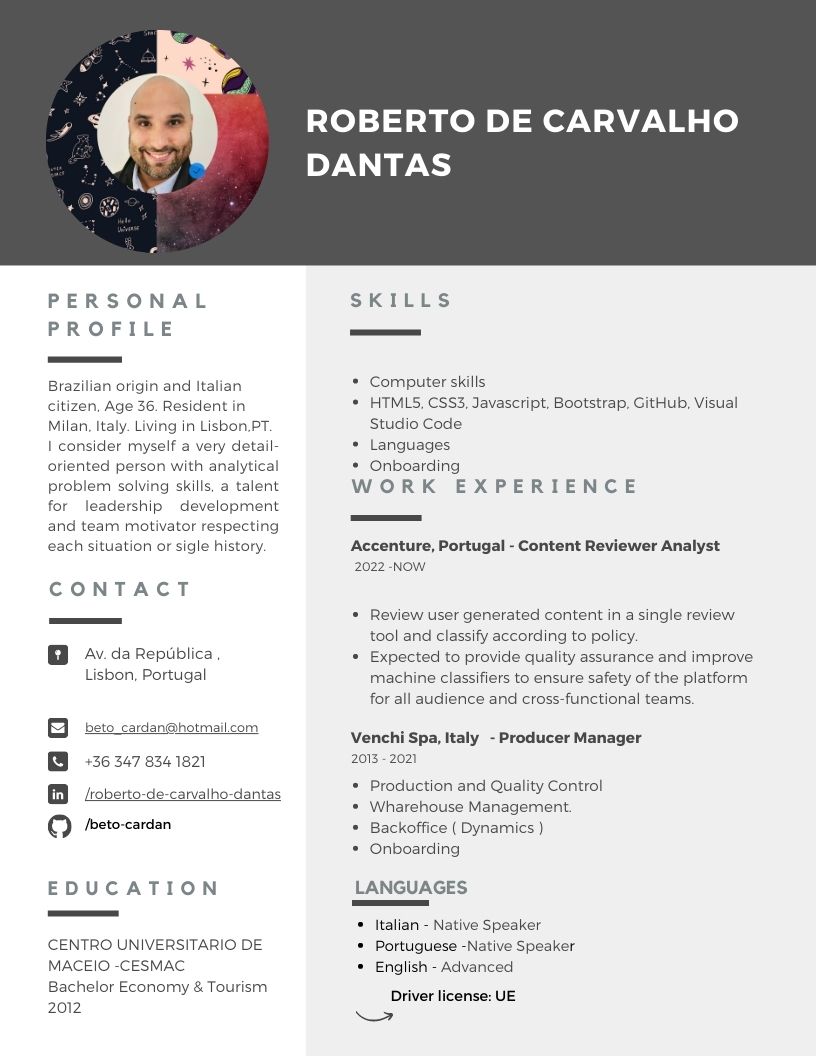 ROBERTO DE CARVALHO
DANTAS
PERSONAL
PROFILE
Brazilian origin and Italian
citizen, Age 36. Resident in
Milan, Italy. Living in Lisbon,PT.
I consider myself a very detail-
oriented person with analytical
problem solving skills, a talent
for leadership development
and team motivator respecting
each situation or sigle history.
CONTACT
Av. da República ,
Lisbon, Portugal
beto_cardan@hotmail.com
+36 347 834 1821
/roberto-de-carvalho-dantas
/beto-cardan
EDUCATION
CENTRO UNIVERSITARIO DE
MACEIO -CESMAC
Bachelor Economy & Tourism
2012
SKILLS
Computer skills
HTML5, CSS3, Javascript, Bootstrap, GitHub, Visual
Studio Code
Languages
Onboarding
WORK EXPERIENCE
Accenture, Portugal - Content Reviewer Analyst
2022 -NOW
Review user generated content in a single review
tool and classify according to policy.
Expected to provide quality assurance and improve
machine classifiers to ensure safety of the platform
for all audience and cross-functional teams.
Venchi Spa, Italy - Producer Manager
2013 - 2021
Production and Quality Control
Wharehouse Management.
Backoffice ( Dynamics )
Onboarding
LANGUAGES
Italian - Native Speaker
Portuguese -Native Speaker
English - Advanced
Driver license: UE
Hello
UNIVERSE